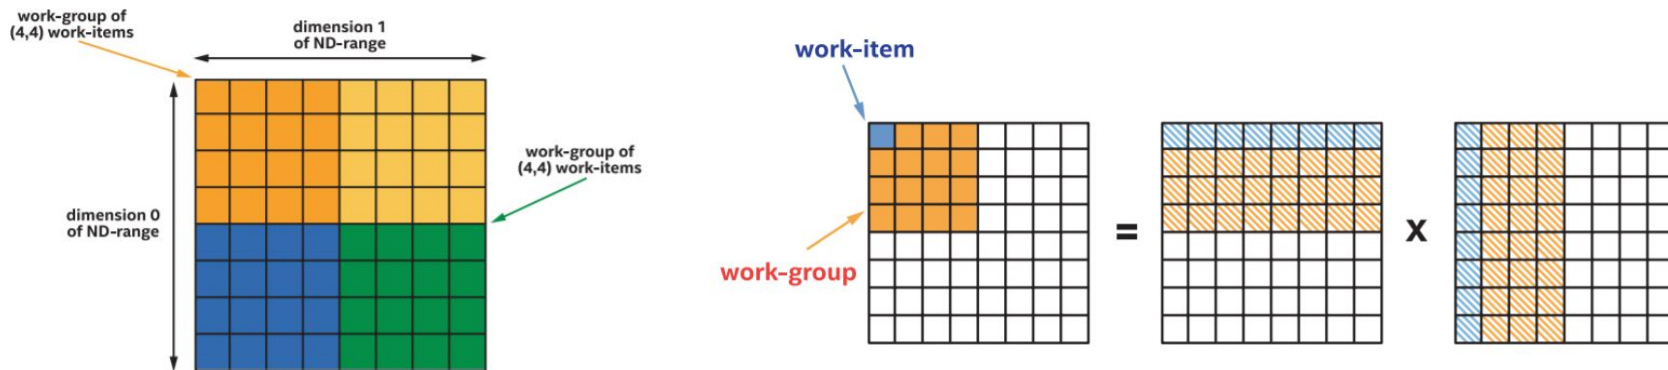 work-group of
(4,4) work-items
dimension 1
of ND-range
work-group of
(4,4) work-items
dimension 0
of ND-range
work-item
work-group
=
X